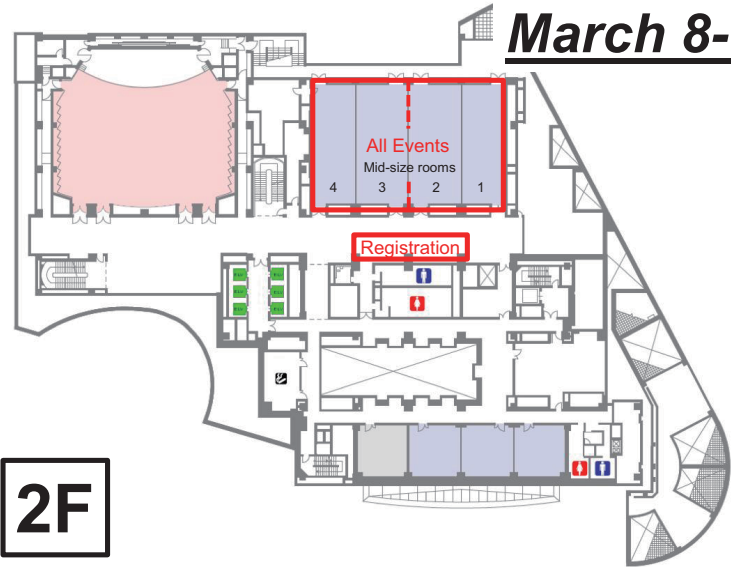 March 8-
All Events
Mid-size rooms
4 3 2 1
Registration
2F